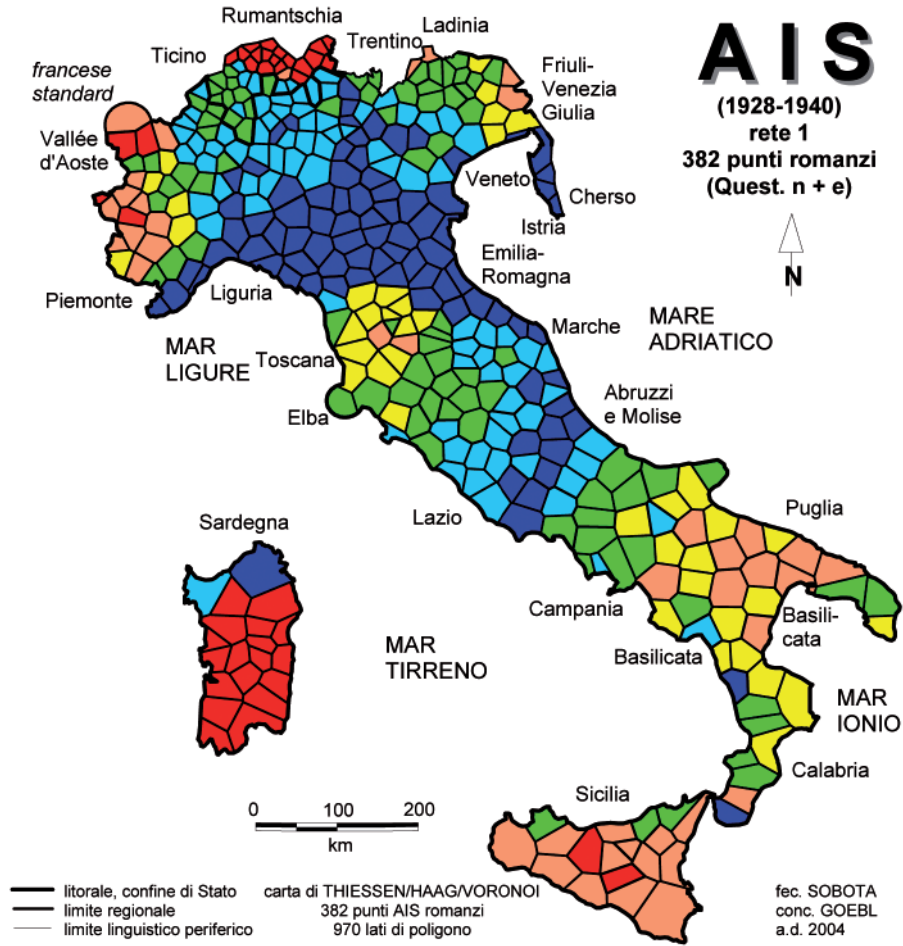 Rumantschia
Ladinia
Trentino
Ticino
francese
standard
Friuli-
Venezia
Giulia
AIS
(1928-1940)
rete 1
382 punti romanzi
(Quest. n + e)
Vallée
d'Aoste
Veneto
Cherso
Istria
N
Emilia-
Romagna
Piemonte
Liguria
Marche
MARE
ADRIATICO
MAR
LIGURE
Toscana
Elba
Abruzzi
e Molise
Lazio
Puglia
Sardegna
Campania
Basili-
cata
Basilicata
MAR
TIRRENO
MAR
IONIO
Calabria
Sicilia
0 100 200
km
litorale, confine di Stato
limite regionale
limite linguistico periferico
carta di THIESSEN/HAAG/VORONOI
382 punti AIS romanzi
970 lati di poligono
fec. SOBOTA
conc. GOEBL
a.d. 2004